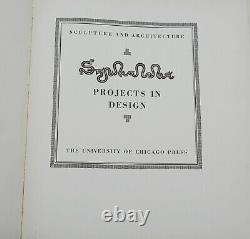 SCULPTURE AND ARCHITECTURE
PROJECTS IN
DESIGN
THE UNIVERSITY OF CHICAGO PRESS